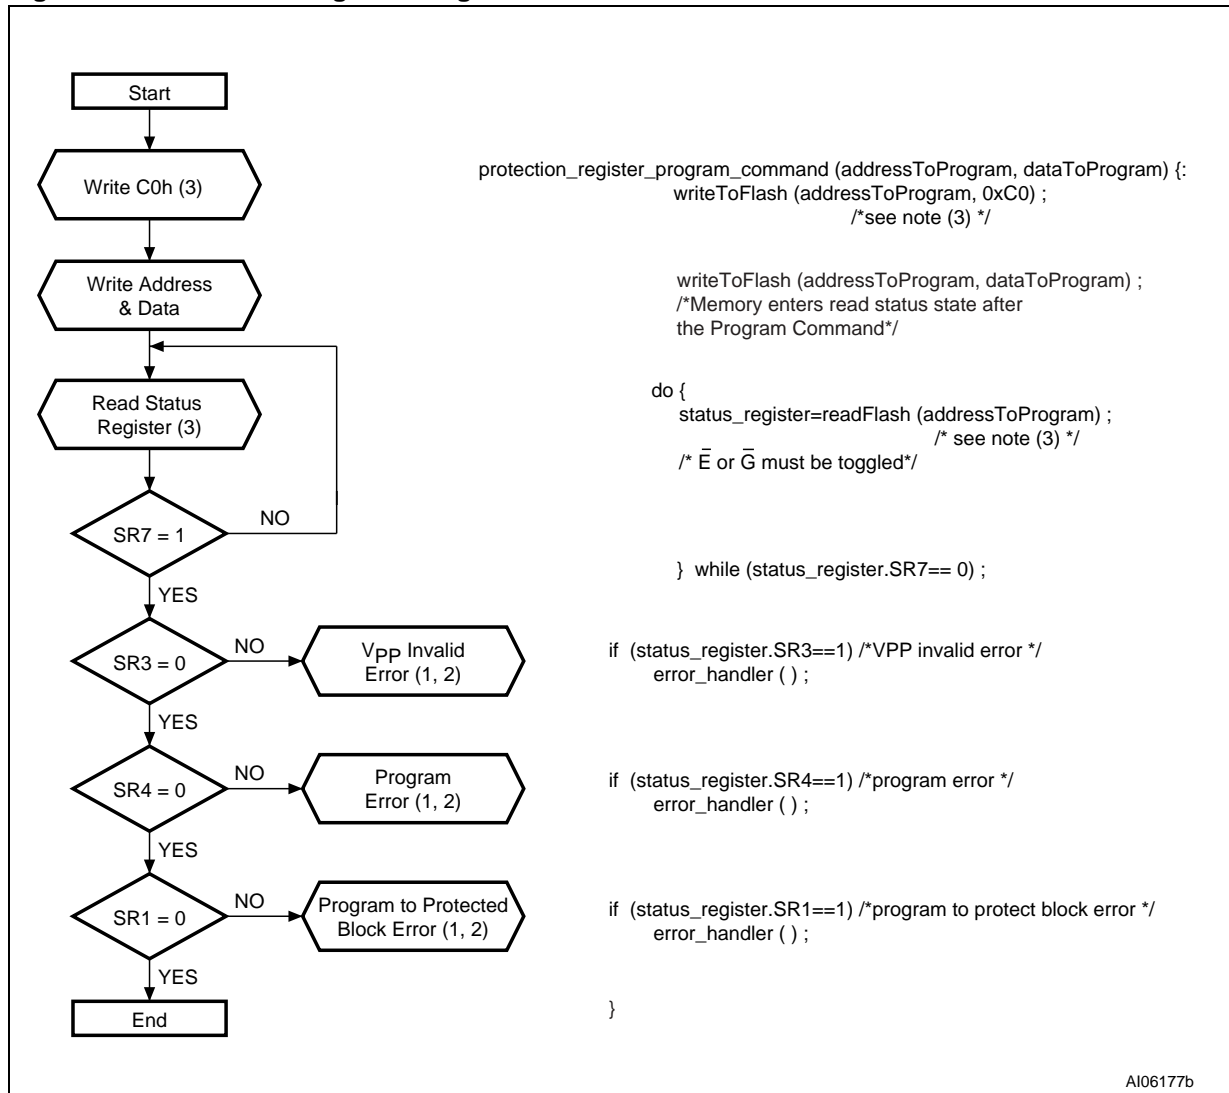 Start
Write C0h (3)
Write Address
& Data
Read Status
Register (3)
SR7 = 1
NO
YES
SR3 = 0
NO
VPP Invalid
Error (1, 2)
YES
SR4 = 0
NO
Program
Error (1, 2)
YES
SR1 = 0
NO
Program to Protected
Block Error (1, 2)
YES
End
protection_register_program_command (addressToProgram, dataToProgram) {:
writeToFlash (addressToProgram, 0xC0) ;
/*see note (3) */
writeToFlash (addressToProgram, dataToProgram) ;
/*Memory enters read status state after
the Program Command*/
do {
status_register=readFlash (addressToProgram) ;
/* see note (3) */
/* E̅ or G̅ must be toggled*/
} while (status_register.SR7== 0) ;
if (status_register.SR3==1) /*VPP invalid error */
error_handler ( ) ;
if (status_register.SR4==1) /*program error */
error_handler ( ) ;
if (status_register.SR1==1) /*program to protect block error */
error_handler ( ) ;
}
AI06177b